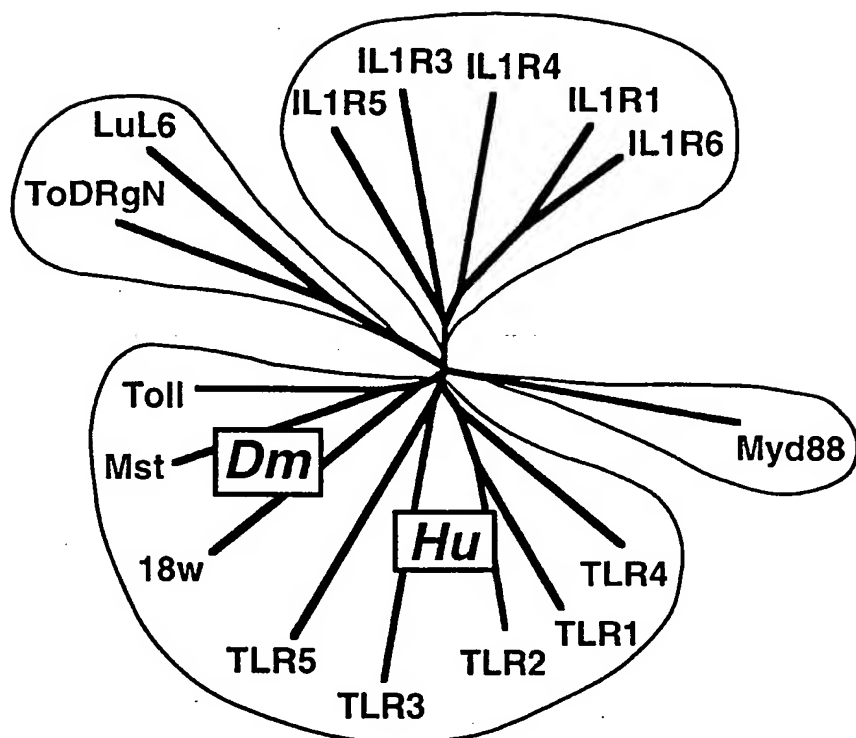 IL1R3
IL1R4
IL1R5
IL1R1
IL1R6
LuL6
ToDRgN
Toll
Mst
Dm
18w
Myd88
Hu
TLR4
TLR1
TLR2
TLR5
TLR3